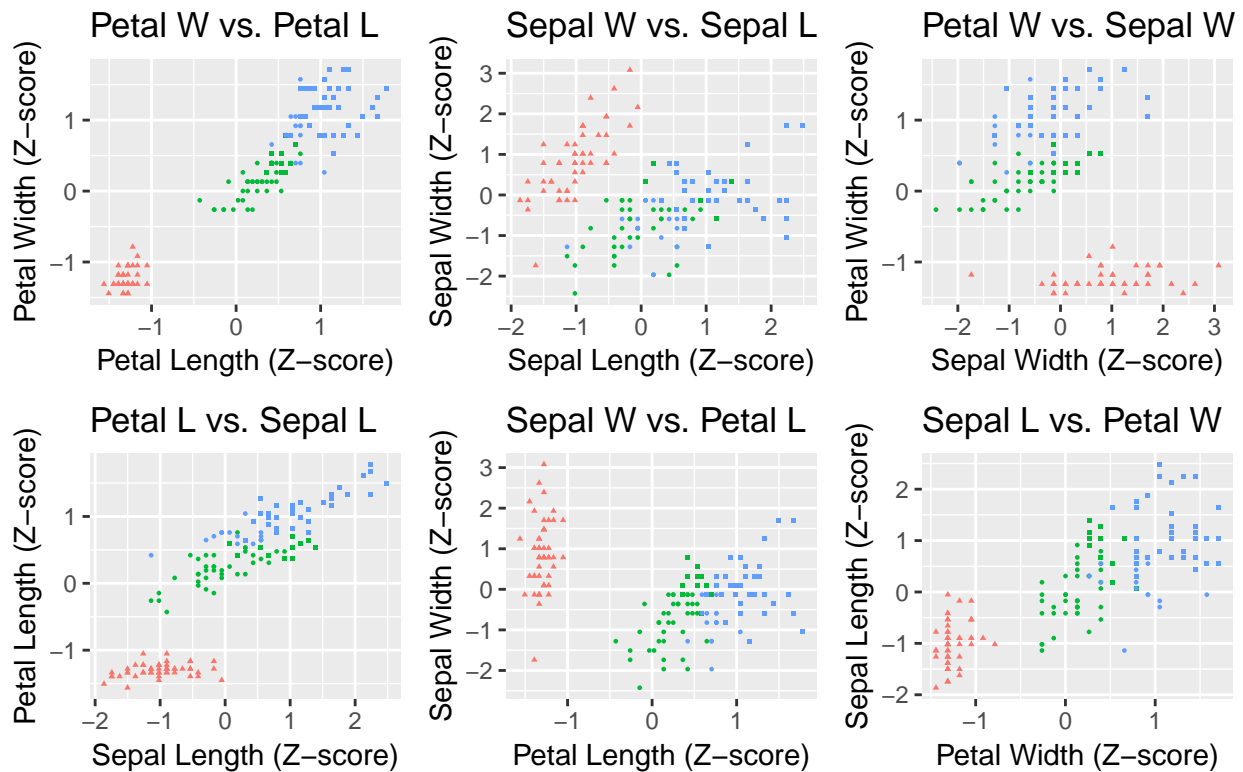 Petal W vs. Petal L
Petal Width (Z−score)
1
0
−1
−1 0 1
Petal Length (Z−score)
Sepal W vs. Sepal L
Sepal Width (Z−score)
3
2
1
0
−1
−2
−2 −1 0 1 2
Sepal Length (Z−score)
Petal W vs. Sepal W
Petal Width (Z−score)
1
0
−1
−2 −1 0 1 2 3
Sepal Width (Z−score)
Petal L vs. Sepal L
Petal Length (Z−score)
1
0
−1
−2 −1 0 1 2
Sepal Length (Z−score)
Sepal W vs. Petal L
Sepal Width (Z−score)
3
2
1
0
−1
−2
−1 0 1
Petal Length (Z−score)
Sepal L vs. Petal W
Sepal Length (Z−score)
2
1
0
−1
−2
−1 0 1
Petal Width (Z−score)